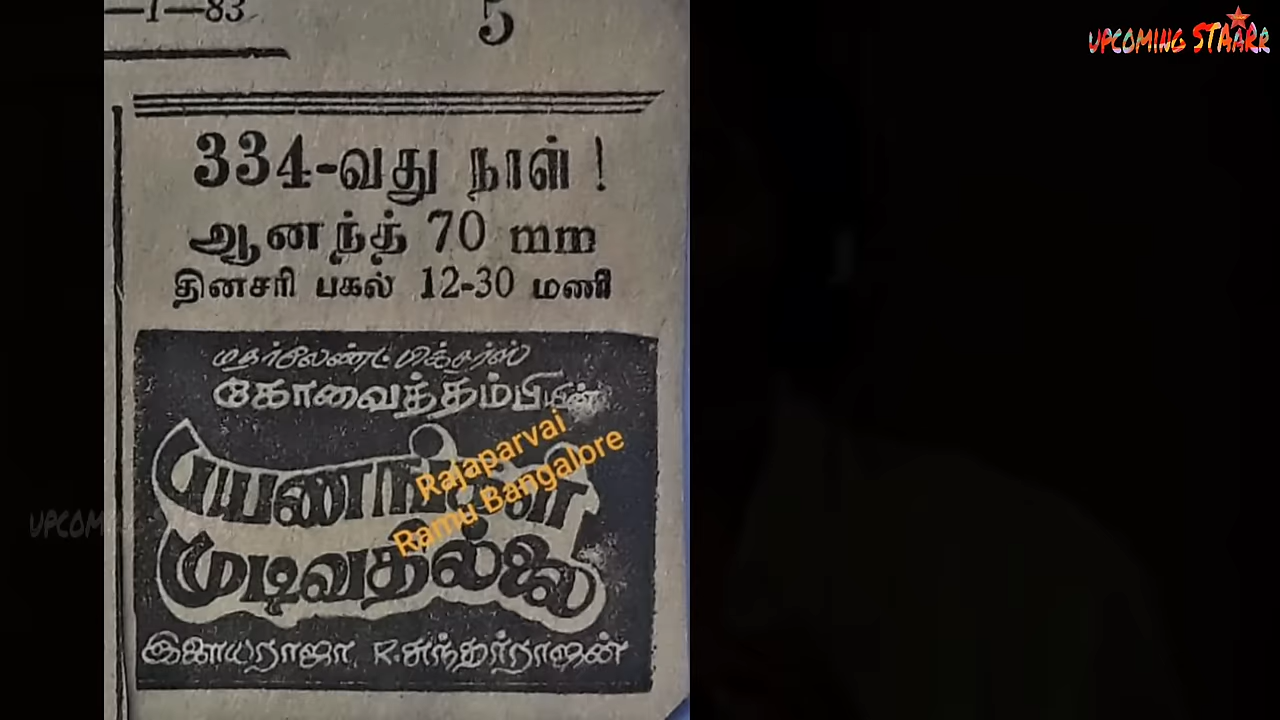 —1—83
5
UPCOMING STAARR
334-வது நாள் !
ஆனந்த் 70 mm
தினசரி பகல் 12-30 மணி
மதர்லேண்ட் பிக்சர்ஸ்
கோவைத்தம்பியின்
பயணங்கள்
முடிவதில்லை
இளையராஜா R.சுந்தர்ராஜன்
Rajaparvai
Ramu Bangalore
UPCOMING